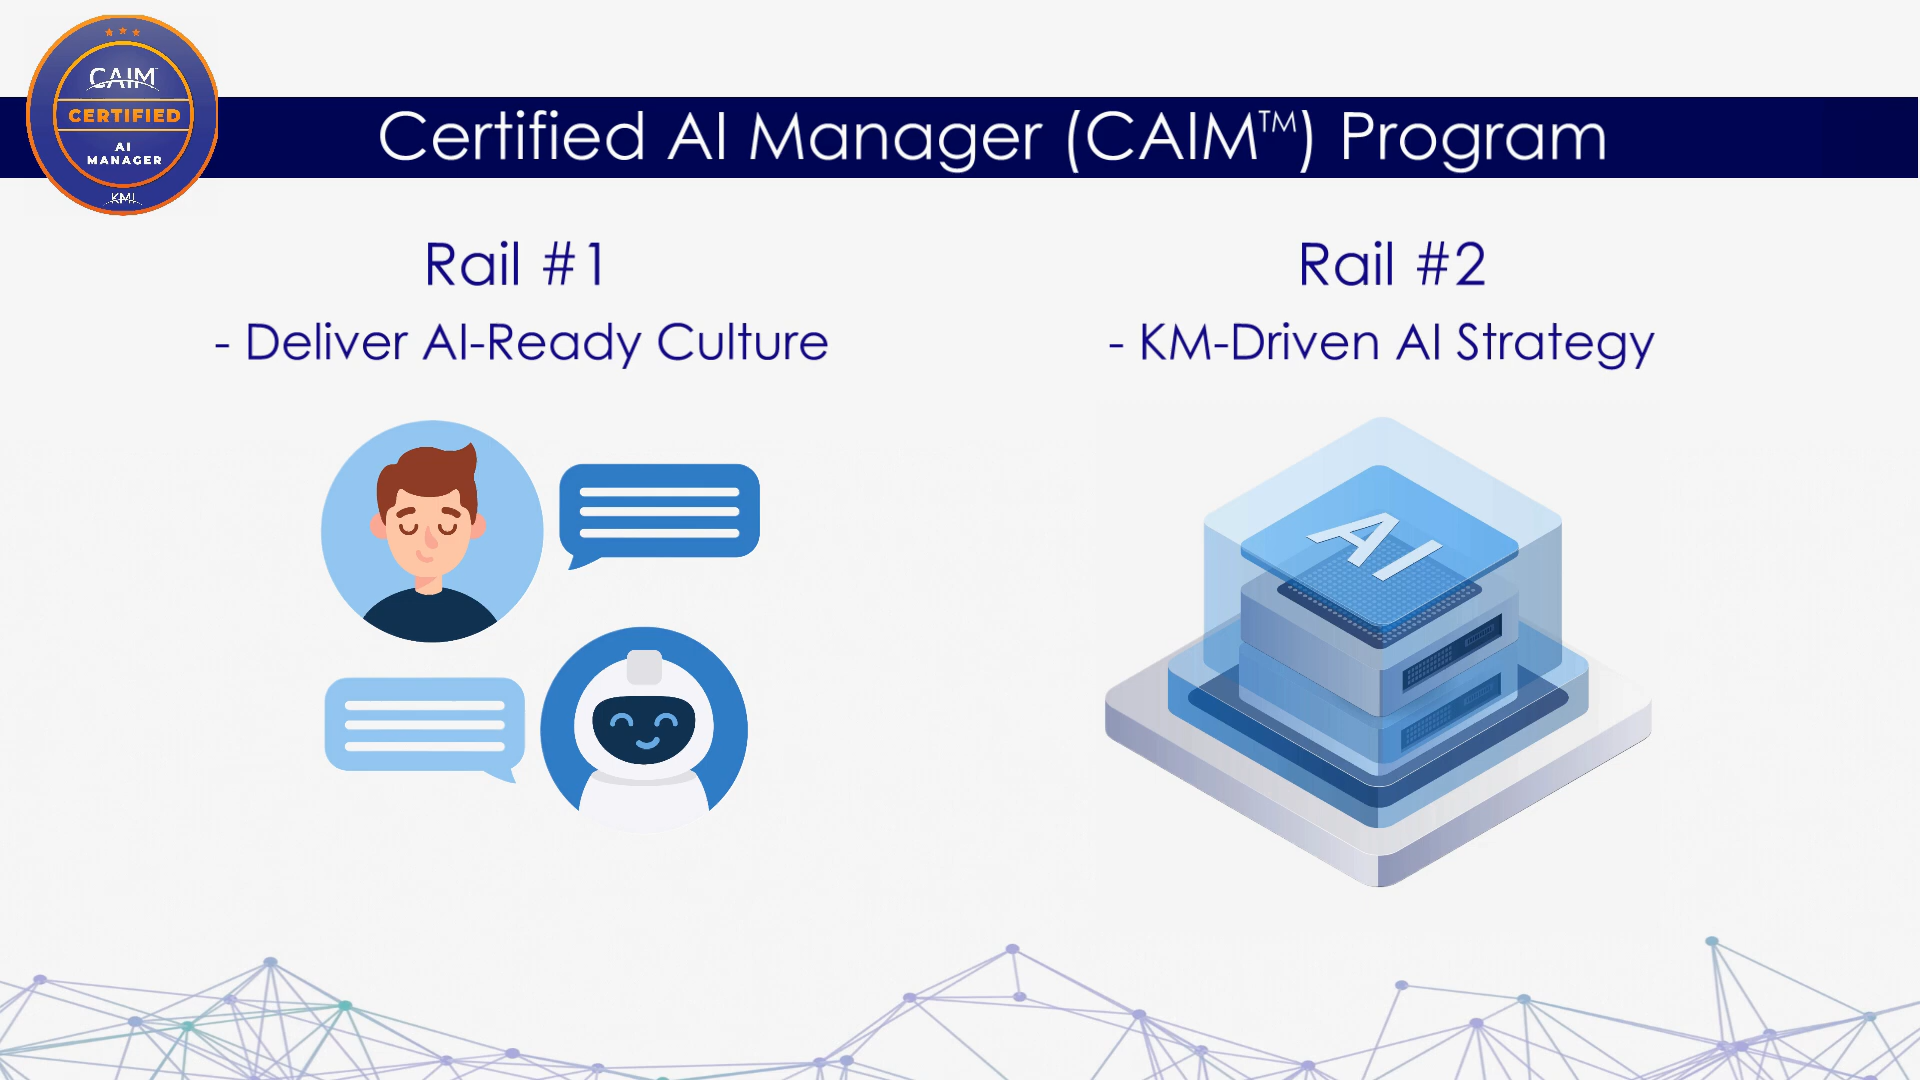 CAIM
CERTIFIED
AI
MANAGER
KMI
Certified AI Manager (CAIM™) Program
Rail #1
- Deliver AI-Ready Culture
Rail #2
- KM-Driven AI Strategy
AI